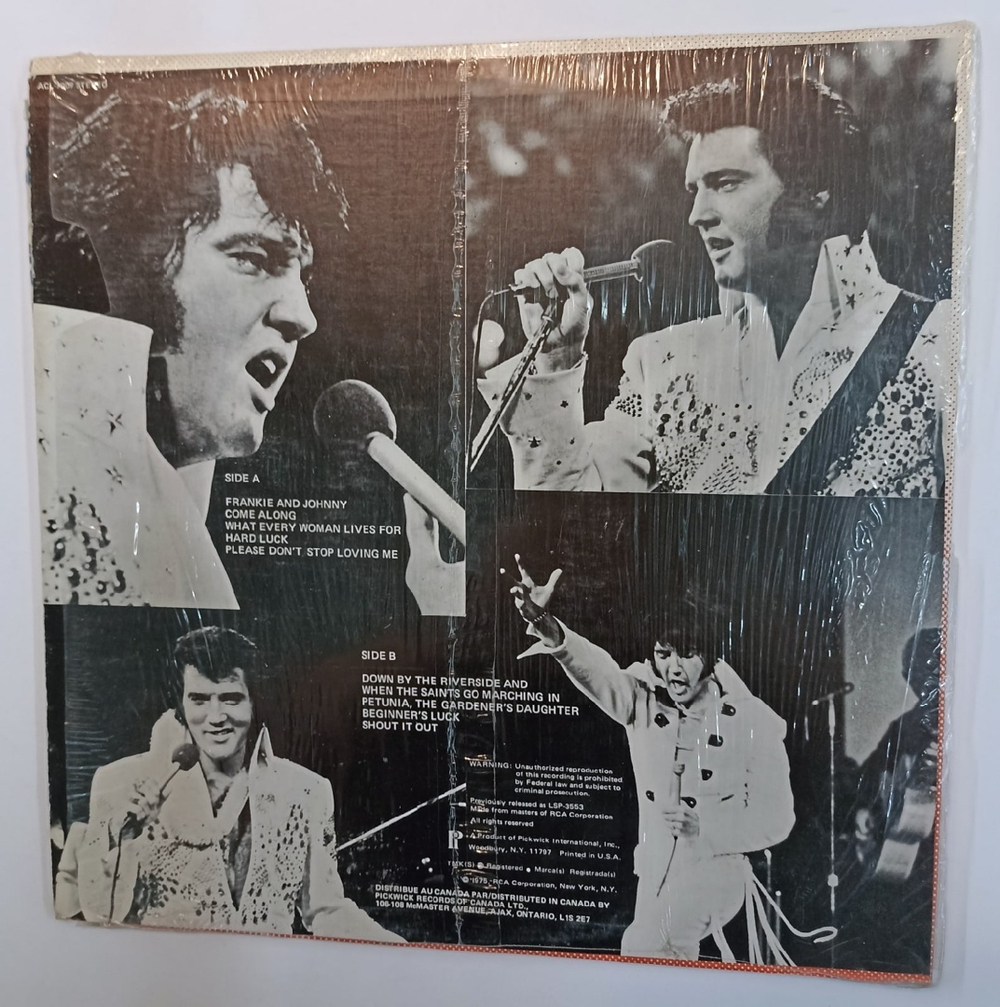 STEREO
SIDE A
FRANKIE AND JOHNNY
COME ALONG
WHAT EVERY WOMAN LIVES FOR
HARD LUCK
PLEASE DON'T STOP LOVING ME
SIDE B
DOWN BY THE RIVERSIDE AND
WHEN THE SAINTS GO MARCHING IN
PETUNIA, THE GARDENER'S DAUGHTER
BEGINNER'S LUCK
SHOUT IT OUT
WARNING: Unauthorized reproduction
of this recording is prohibited
by Federal law and subject to
criminal prosecution.
Previously released as LSP-3553
Made from masters of RCA Corporation
All rights reserved
A Product of Pickwick International, Inc.,
Woodbury, N.Y. 11797 Printed in U.S.A.
TMK(S) ® Registered ● Marca(s) Registrada(s)
© 1975, RCA Corporation, New York, N.Y.
DISTRIBUE AU CANADA PAR/DISTRIBUTED IN CANADA BY
PICKWICK RECORDS OF CANADA LTD.,
106-108 McMASTER AVENUE, AJAX, ONTARIO, L1S 2E7